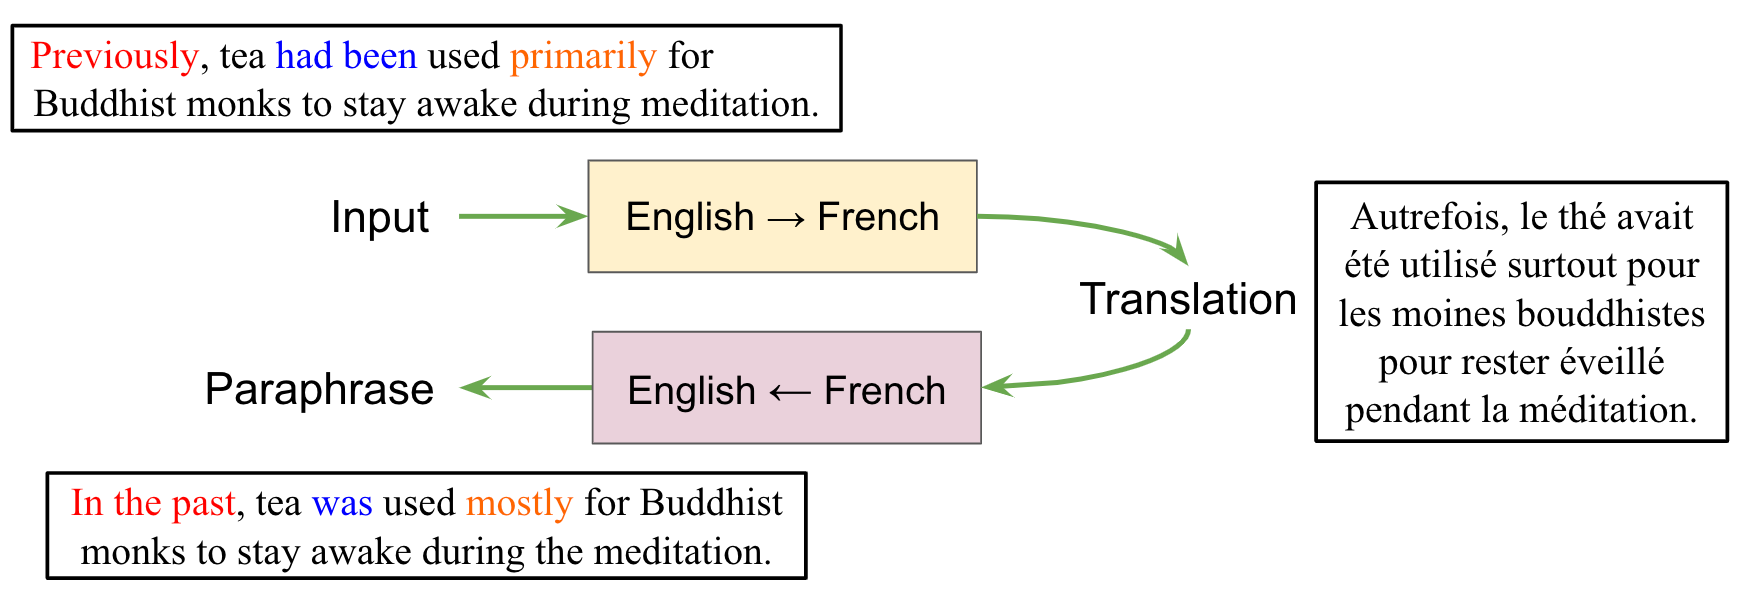 Previously, tea had been used primarily for
Buddhist monks to stay awake during meditation.
Input
English → French
Translation
Autrefois, le thé avait
été utilisé surtout pour
les moines bouddhistes
pour rester éveillé
pendant la méditation.
English ← French
Paraphrase
In the past, tea was used mostly for Buddhist
monks to stay awake during the meditation.